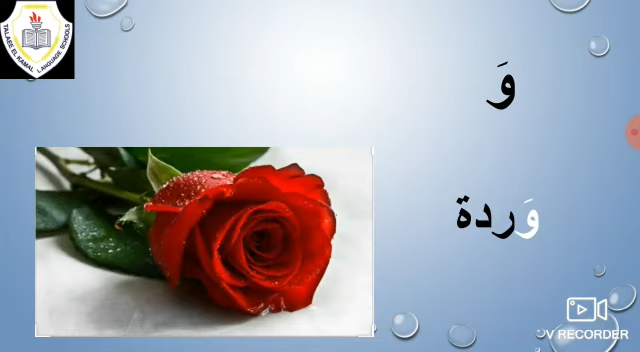 TALAEE EL KAMAL LANGUAGE SCHOOLS
وَ
وَردة
V RECORDER